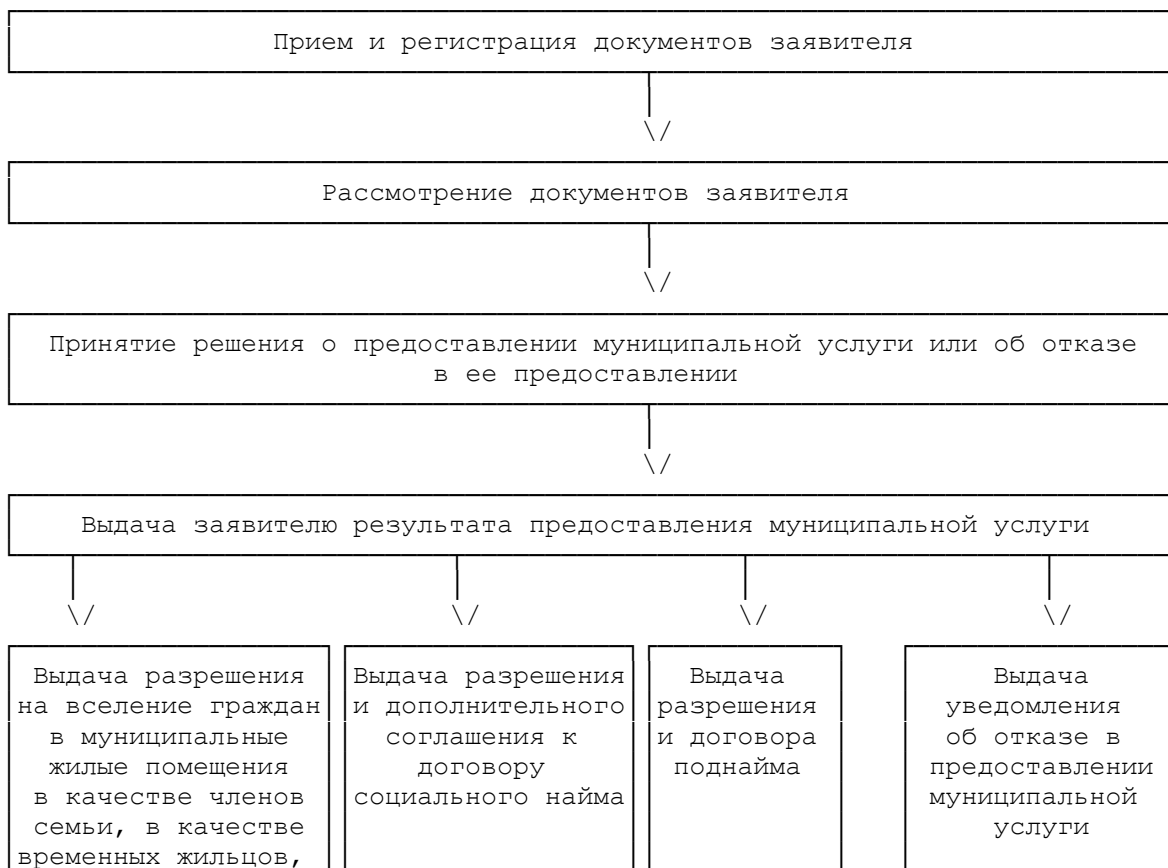 Прием и регистрация документов заявителя
Рассмотрение документов заявителя
Принятие решения о предоставлении муниципальной услуги или об отказе
в ее предоставлении
Выдача заявителю результата предоставления муниципальной услуги
Выдача разрешения
на вселение граждан
в муниципальные
жилые помещения
в качестве членов
семьи, в качестве
временных жильцов,
Выдача разрешения
и дополнительного
соглашения к
договору
социального найма
Выдача
разрешения
и договора
поднайма
Выдача
уведомления
об отказе в
предоставлении
муниципальной
услуги